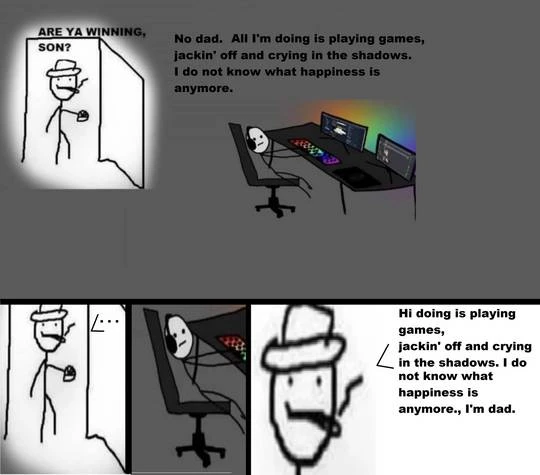 ARE YA WINNING,
SON?
No dad. All I'm doing is playing games,
jackin' off and crying in the shadows.
I do not know what happiness is
anymore.
...
Hi doing is playing
games,
jackin' off and crying
in the shadows. I do
not know what
happiness is
anymore., I'm dad.